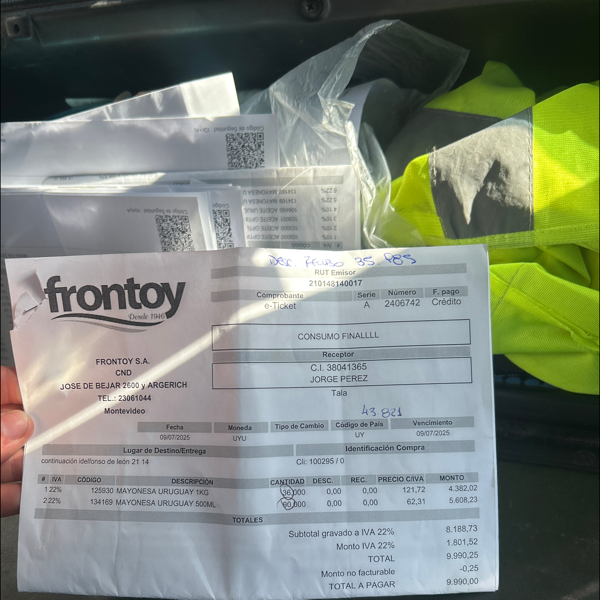 Código de Seguridad
RUT Emisor
210148140017
frontoy
Desde 1946
Comprobante Serie Número F. pago
e-Ticket A 2406742 Crédito
CONSUMO FiNALLLL
Receptor
C.I. 38041365
JORGE PEREZ
Tala
FRONTOY S.A.
CND
JOSE DE BEJAR 2600 y ARGERICH
TEL.: 23061044
Montevideo
43 821
Fecha Moneda Tipo de Cambio Código de País Vencimiento
09/07/2025 UYU UY 09/07/2025
Lugar de Destino/Entrega Identificación Compra
continuación idelfonso de león 21 14 Cli: 100295 / 0
# IVA CÓDIGO DESCRIPCIÓN CANTIDAD DESC. REC. PRECIO C/IVA MONTO
1 22% 125930 MAYONESA URUGUAY 1KG 36,000 0,00 0,00 121,72 4.382,02
2 22% 134169 MAYONESA URUGUAY 500ML 90,000 0,00 0,00 62,31 5.608,23
TOTALES
Subtotal gravado a IVA 22% 8.188,73
Monto IVA 22% 1.801,52
TOTAL 9.990,25
Monto no facturable -0,25
TOTAL A PAGAR 9.990,00